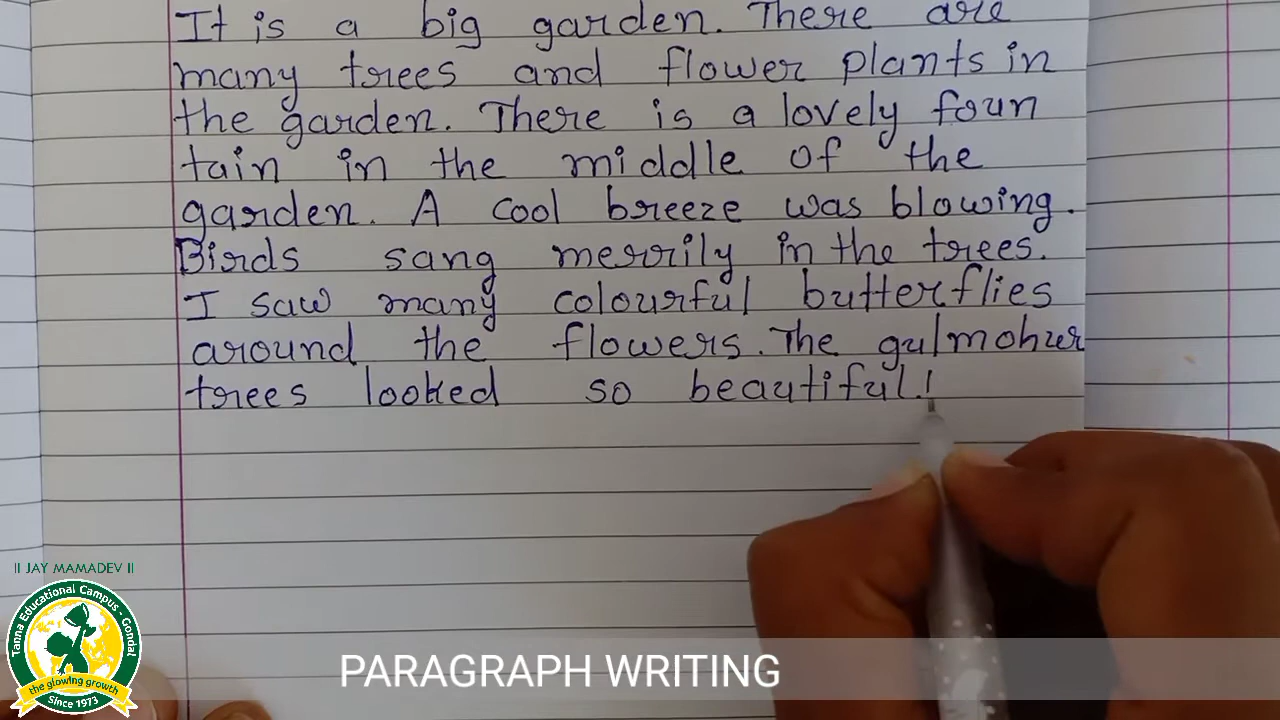 It is a big garden. There are
many trees and flower plants in
the garden. There is a lovely foun
tain in the middle of the
garden. A cool breeze was blowing.
Birds sang merrily in the trees.
I saw many colourful butterflies
around the flowers. The gulmohur
trees looked so beautiful!
II JAY MAMADEV II
Tanna Educational Campus - Gondal
the glowing growth
Since 1973
PARAGRAPH WRITING